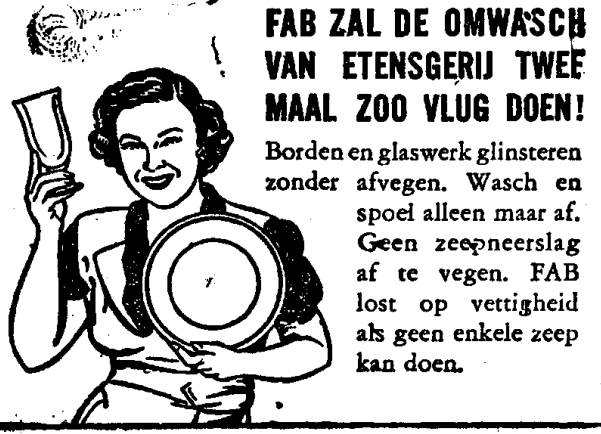 FAB ZAL DE OMWASCH
VAN ETENSGERIJ TWEE
MAAL ZOO VLUG DOEN!
Borden en glaswerk glinsteren
zonder afvegen. Wasch en
spoel alleen maar af.
Geen zeepneerslag
af te vegen. FAB
lost op vettigheid
als geen enkele zeep
kan doen.